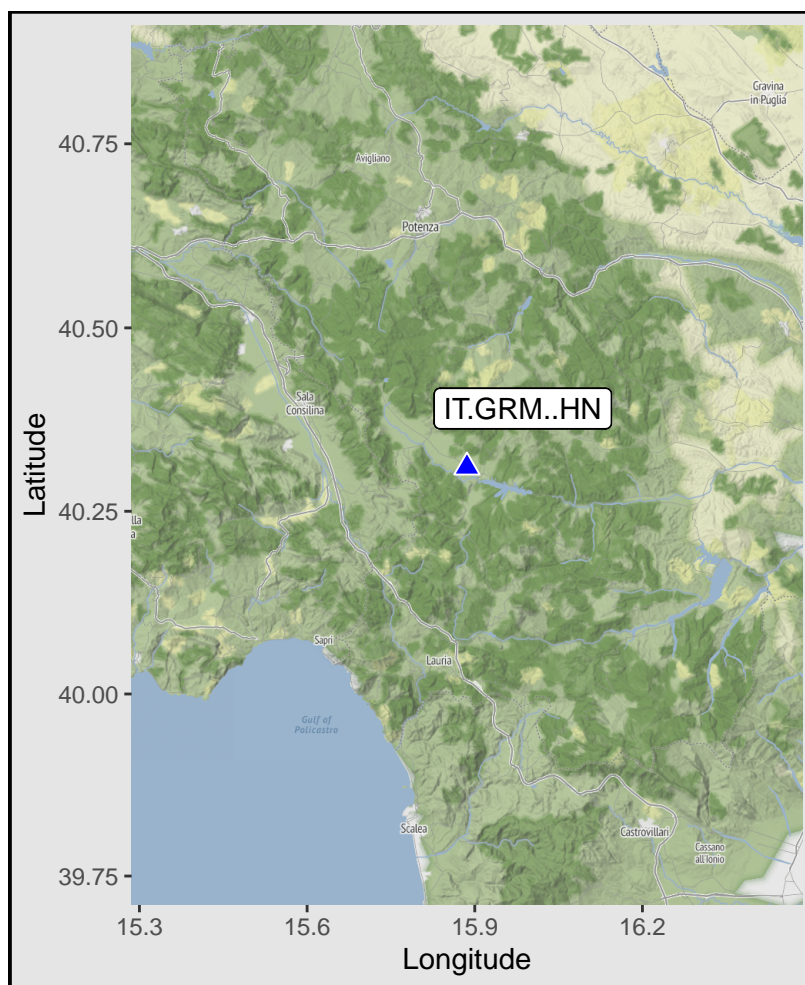 Gravina
in Puglia
40.75
Avigliano
Potenza
40.50
Sala
Consilina
IT.GRM..HN
Latitude
40.25
lla
a
Sapri
Lauria
40.00
Gulf of
Policastro
Scalea
Castrovillari
Cassano
all'Ionio
39.75
15.3
15.6
15.9
16.2
Longitude